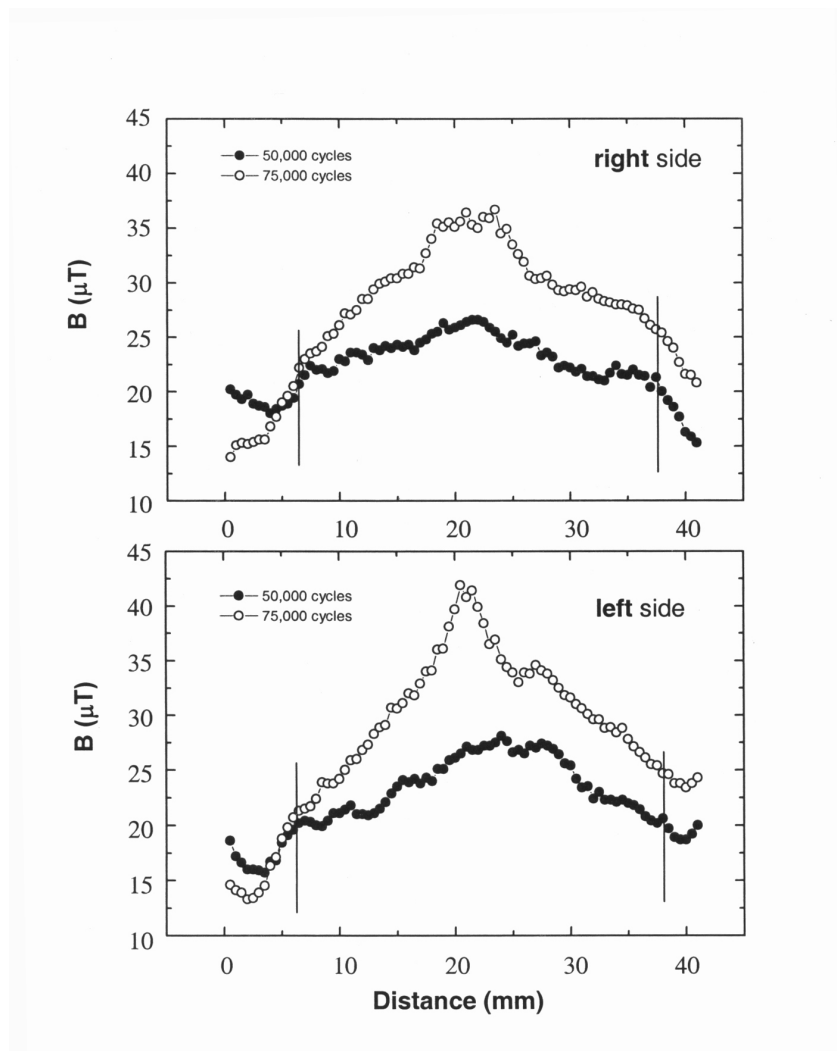 45
40
35
30
25
20
15
10
B (μT)
50,000 cycles
75,000 cycles
right side
0 10 20 30 40
45
40
35
30
25
20
15
10
B (μT)
50,000 cycles
75,000 cycles
left side
0 10 20 30 40
Distance (mm)